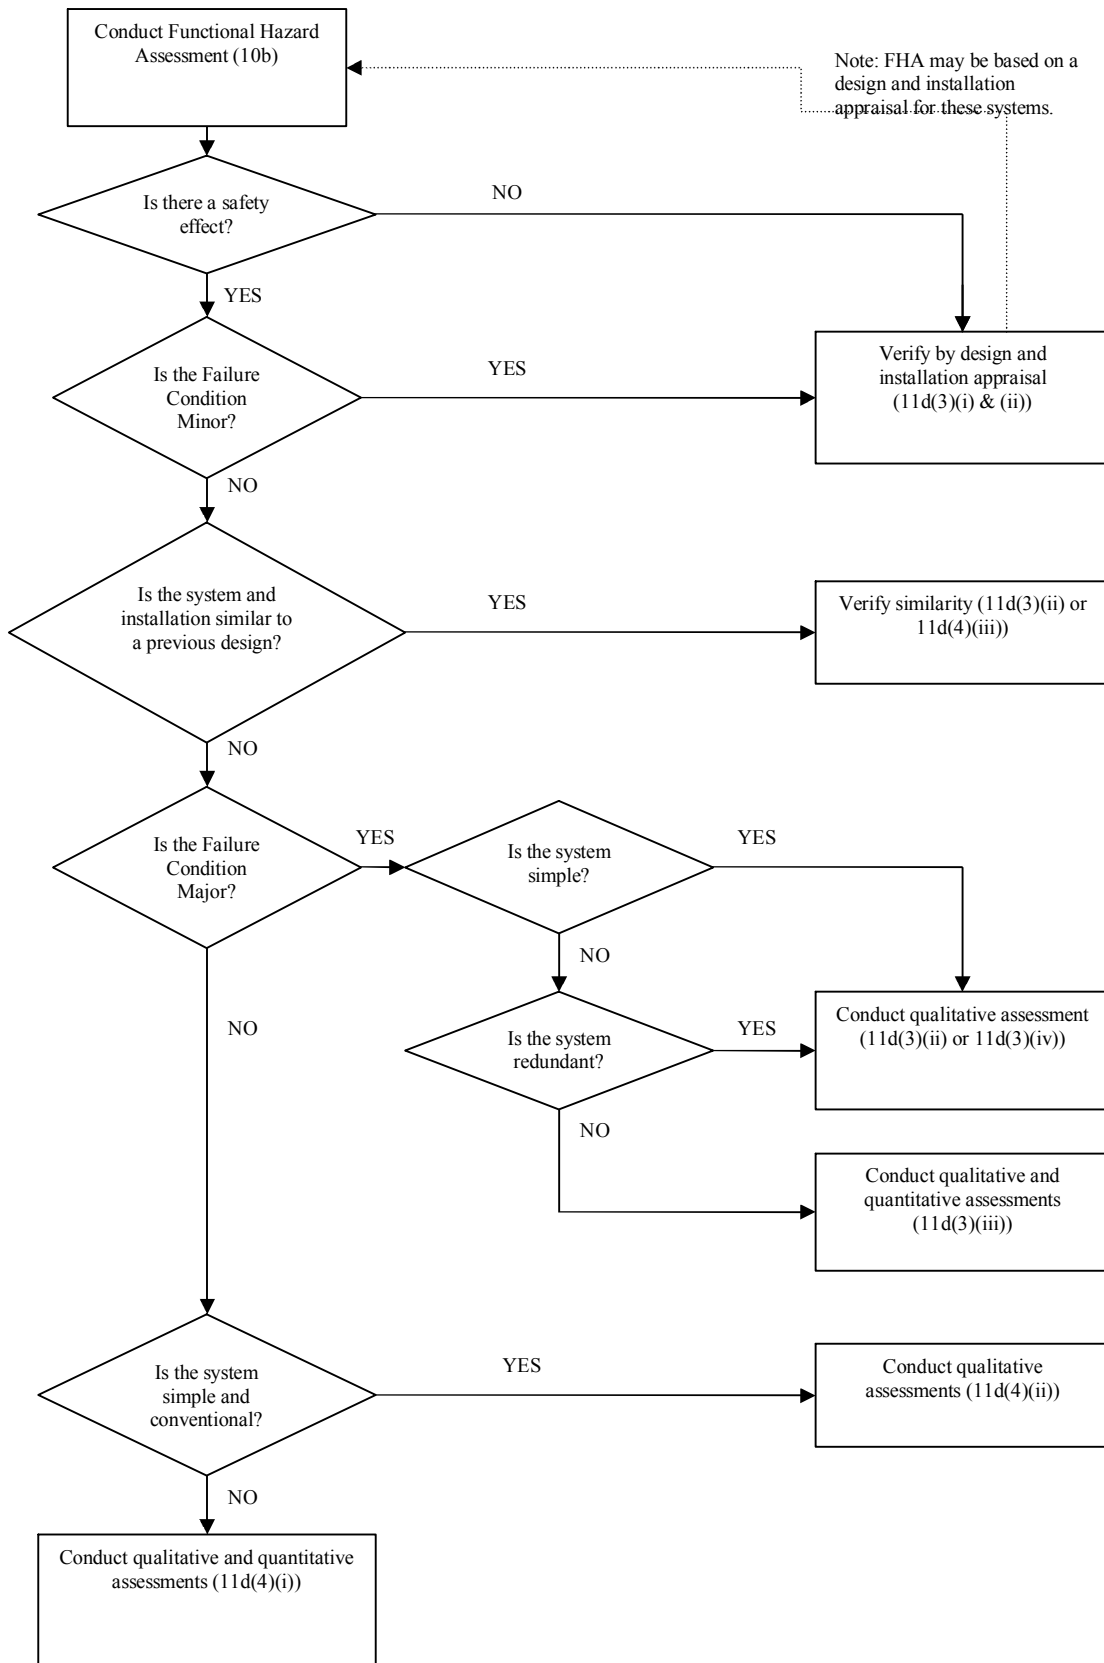 Conduct Functional Hazard
Assessment (10b)
Note: FHA may be based on a
design and installation
appraisal for these systems.
Is there a safety
effect?
NO
YES
Is the Failure
Condition
Minor?
YES
Verify by design and
installation appraisal
(11d(3)(i) & (ii))
NO
Is the system and
installation similar to
a previous design?
YES
Verify similarity (11d(3)(ii) or
11d(4)(iii))
NO
Is the Failure
Condition
Major?
YES
Is the system
simple?
YES
NO
NO
Is the system
redundant?
YES
Conduct qualitative assessment
(11d(3)(ii) or 11d(3)(iv))
NO
Conduct qualitative and
quantitative assessments
(11d(3)(iii))
Is the system
simple and
conventional?
YES
Conduct qualitative
assessments (11d(4)(ii))
NO
Conduct qualitative and quantitative
assessments (11d(4)(i))